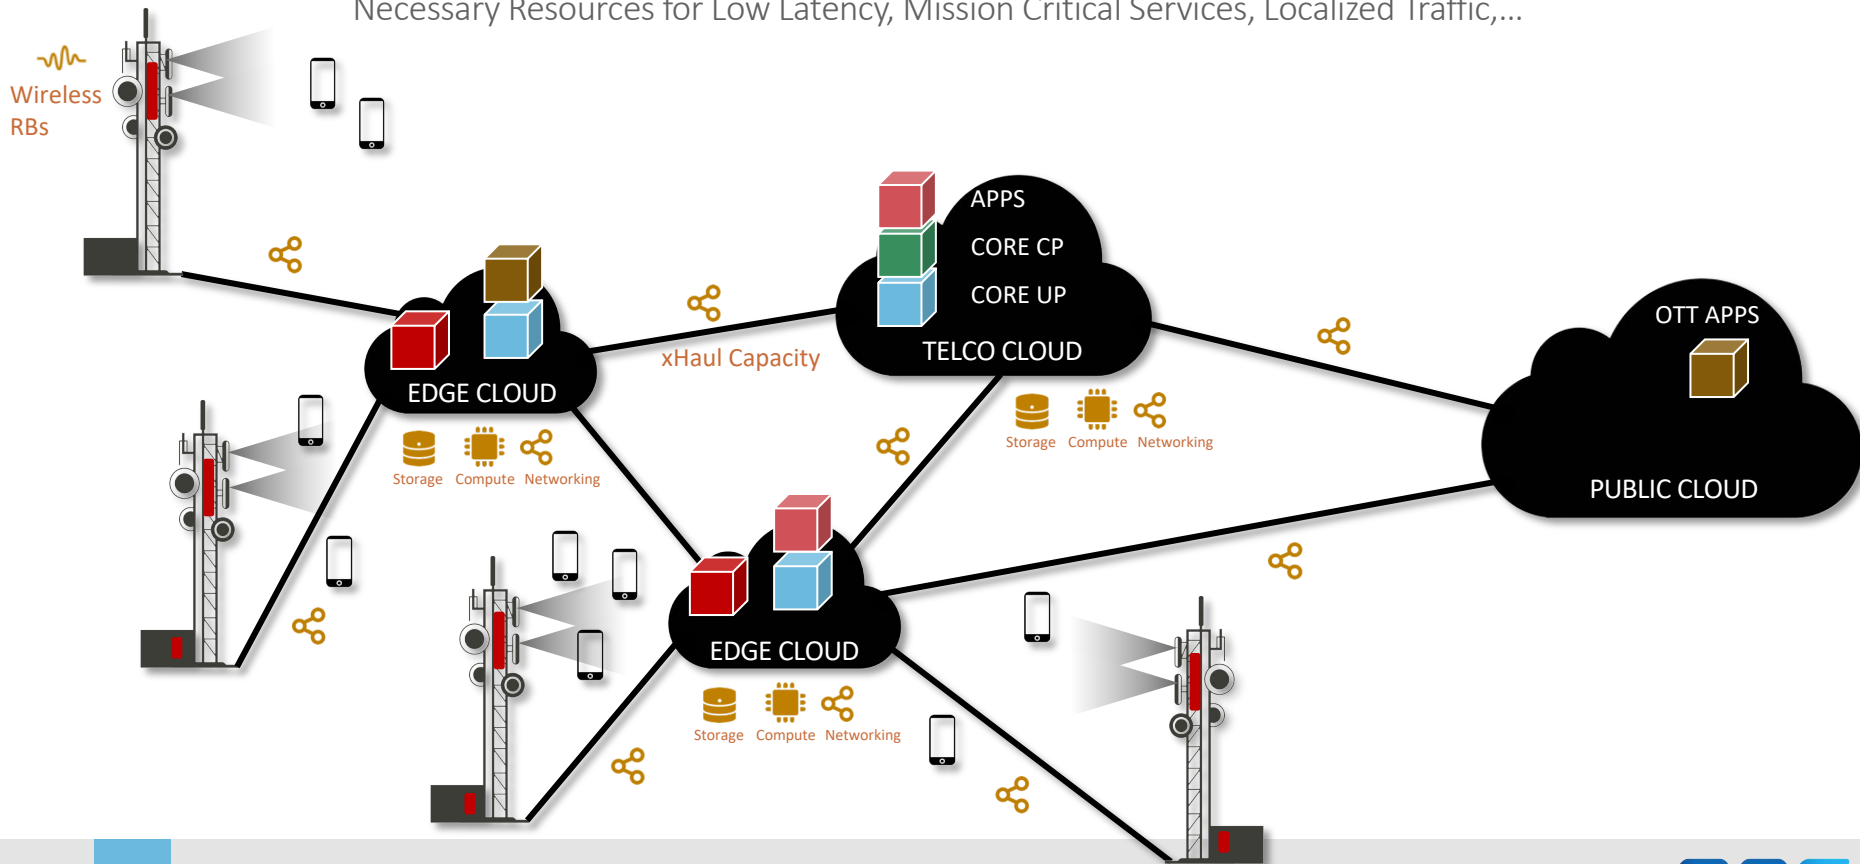 Necessary Resources for Low Latency, Mission Critical Services, Localized Traffic,...
Wireless
RBs
APPS
CORE CP
CORE UP
TELCO CLOUD
OTT APPS
xHaul Capacity
EDGE CLOUD
Storage Compute Networking
Storage Compute Networking
PUBLIC CLOUD
EDGE CLOUD
Storage Compute Networking